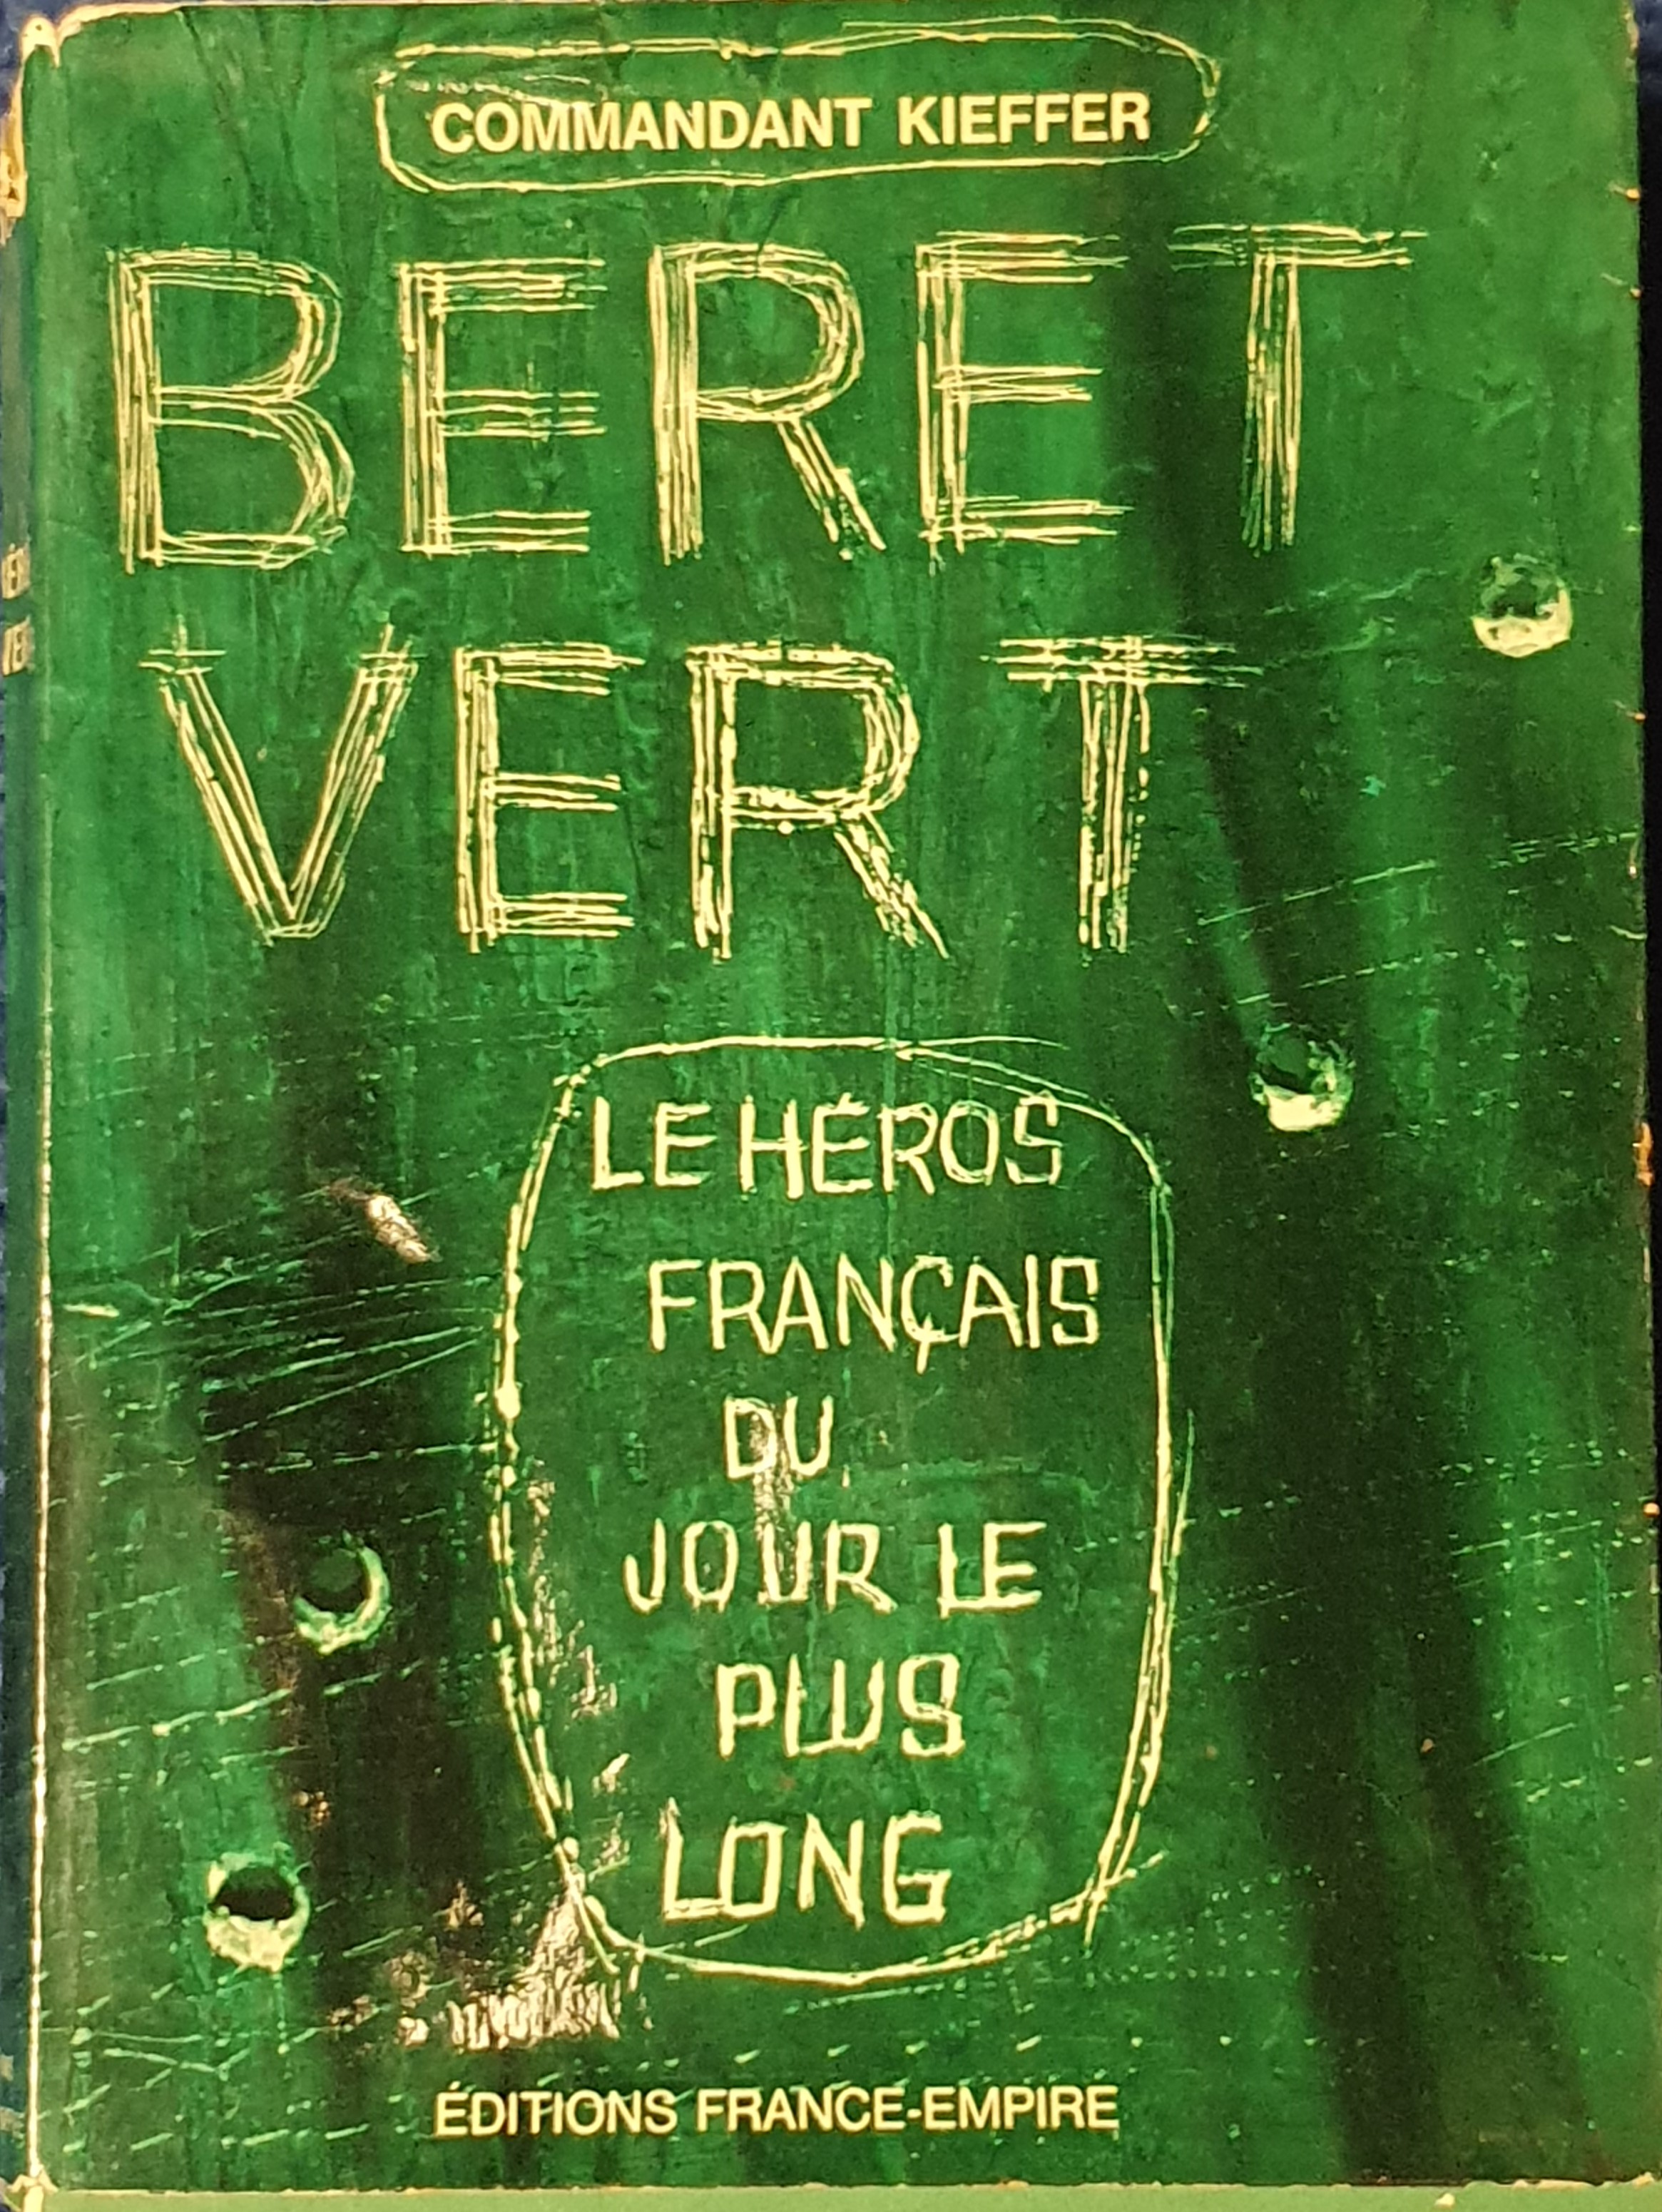 COMMANDANT KIEFFER
BERET
VERT
LE HÉROS
FRANÇAIS
DU
JOUR LE
PLUS
LONG
ÉDITIONS FRANCE-EMPIRE